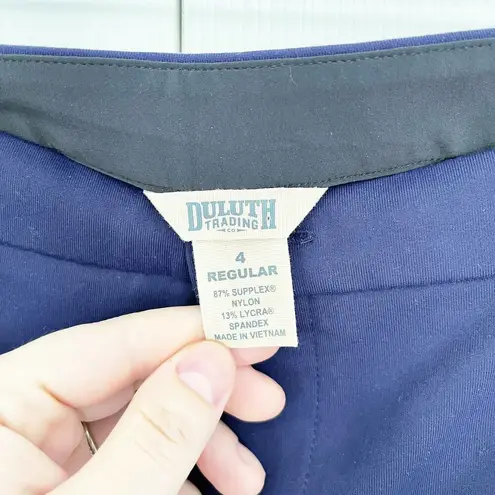 DULUTH
TRADING
CO
4
REGULAR
87% SUPPLEX®
NYLON
13% LYCRA®
SPANDEX
MADE IN VIETNAM